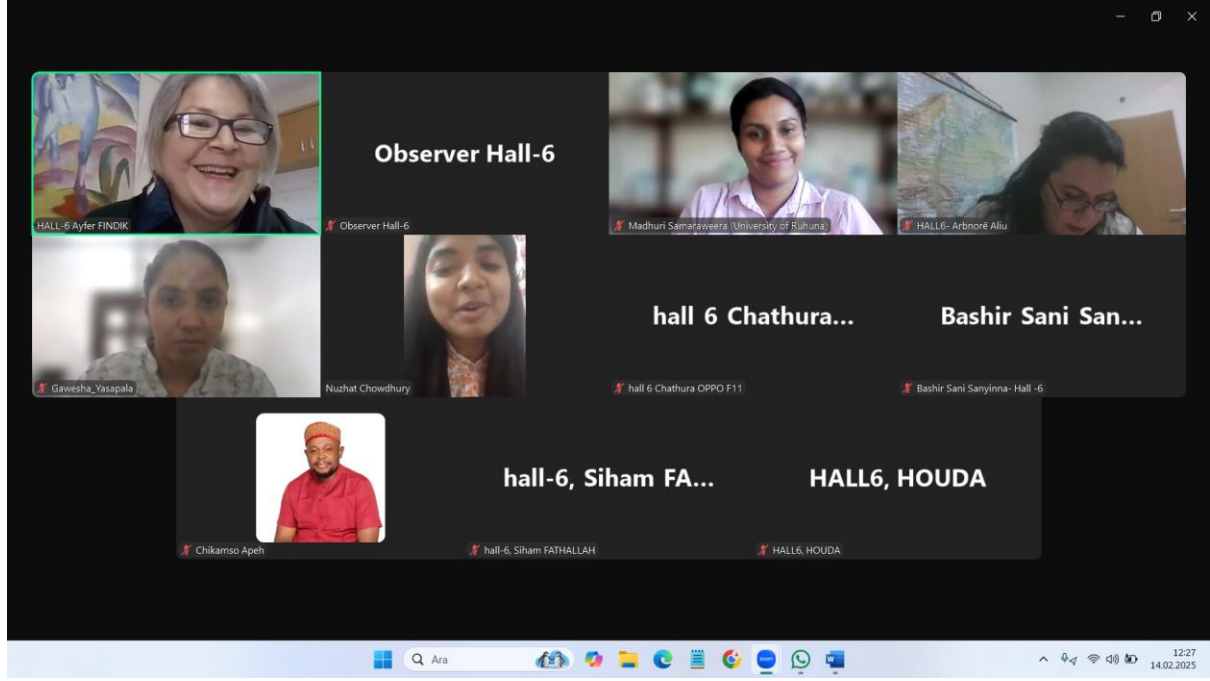 Observer Hall-6
HALL-6 Ayfer FINDIK
Observer Hall-6
Madhuri Samaraweera (University of Ruhuna)
HALL6- Arbnorë Aliu
hall 6 Chathura...
Bashir Sani San...
Gawesha_Yasapala
Nuzhat Chowdhury
hall 6 Chathura OPPO F11
Bashir Sani Sanyinna- Hall -6
hall-6, Siham FA...
HALL6, HOUDA
Chikamso Apeh
hall-6, Siham FATHALLAH
HALL6, HOUDA
Ara
zoom
12:27
14.02.2025